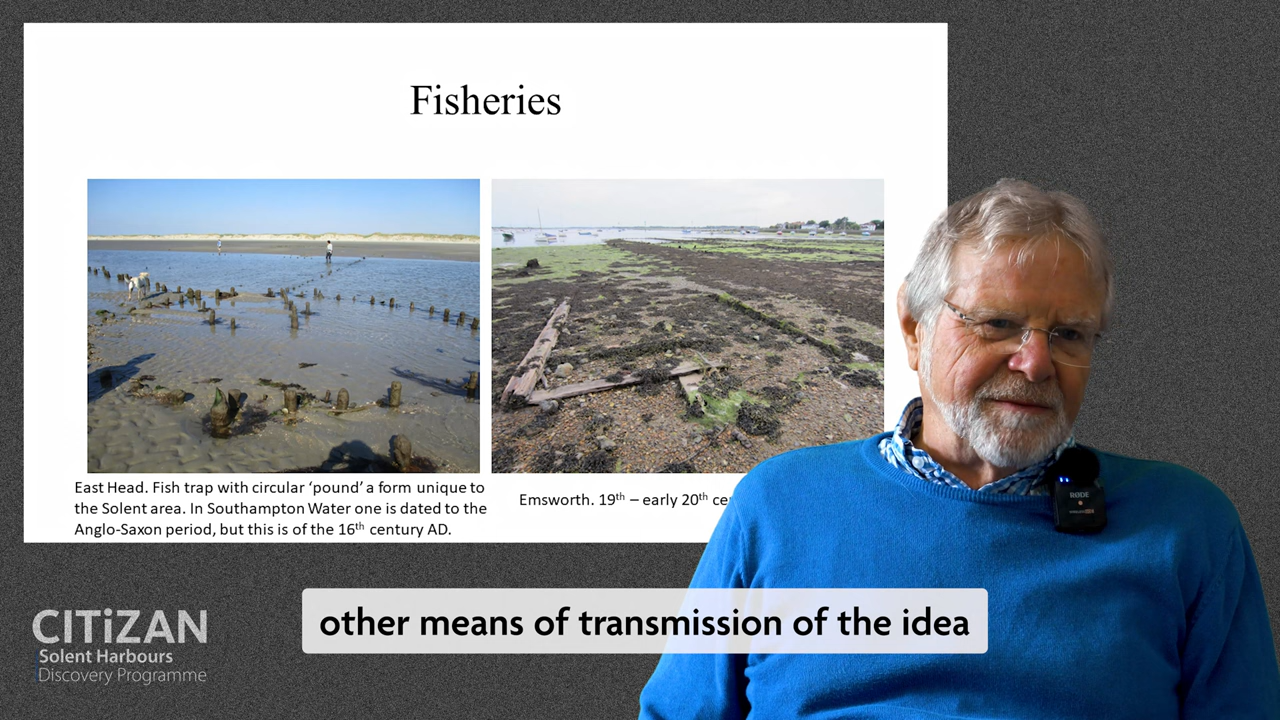 Fisheries
East Head. Fish trap with circular ‘pound’ a form unique to
the Solent area. In Southampton Water one is dated to the
Anglo-Saxon period, but this is of the 16th century AD.
Emsworth. 19th – early 20th
RØDE
other means of transmission of the idea
CITiZAN
Solent Harbours
Discovery Programme